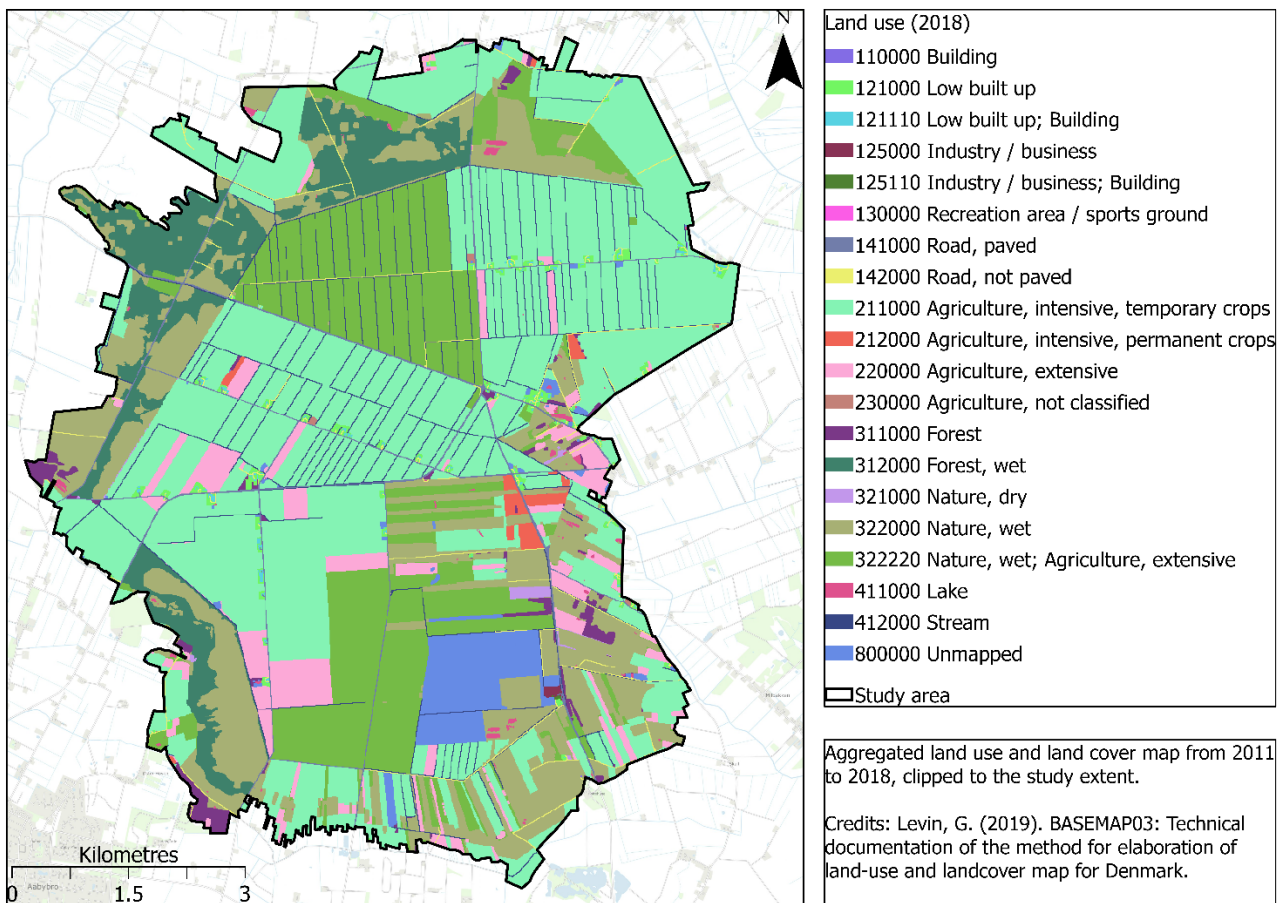 N
Kilometres
0 1.5 3
Aabybro
Land use (2018)
110000 Building
121000 Low built up
121110 Low built up; Building
125000 Industry / business
125110 Industry / business; Building
130000 Recreation area / sports ground
141000 Road, paved
142000 Road, not paved
211000 Agriculture, intensive, temporary crops
212000 Agriculture, intensive, permanent crops
220000 Agriculture, extensive
230000 Agriculture, not classified
311000 Forest
312000 Forest, wet
321000 Nature, dry
322000 Nature, wet
322220 Nature, wet; Agriculture, extensive
411000 Lake
412000 Stream
800000 Unmapped
Study area
Aggregated land use and land cover map from 2011
to 2018, clipped to the study extent.
Credits: Levin, G. (2019). BASEMAP03: Technical
documentation of the method for elaboration of
land-use and landcover map for Denmark.